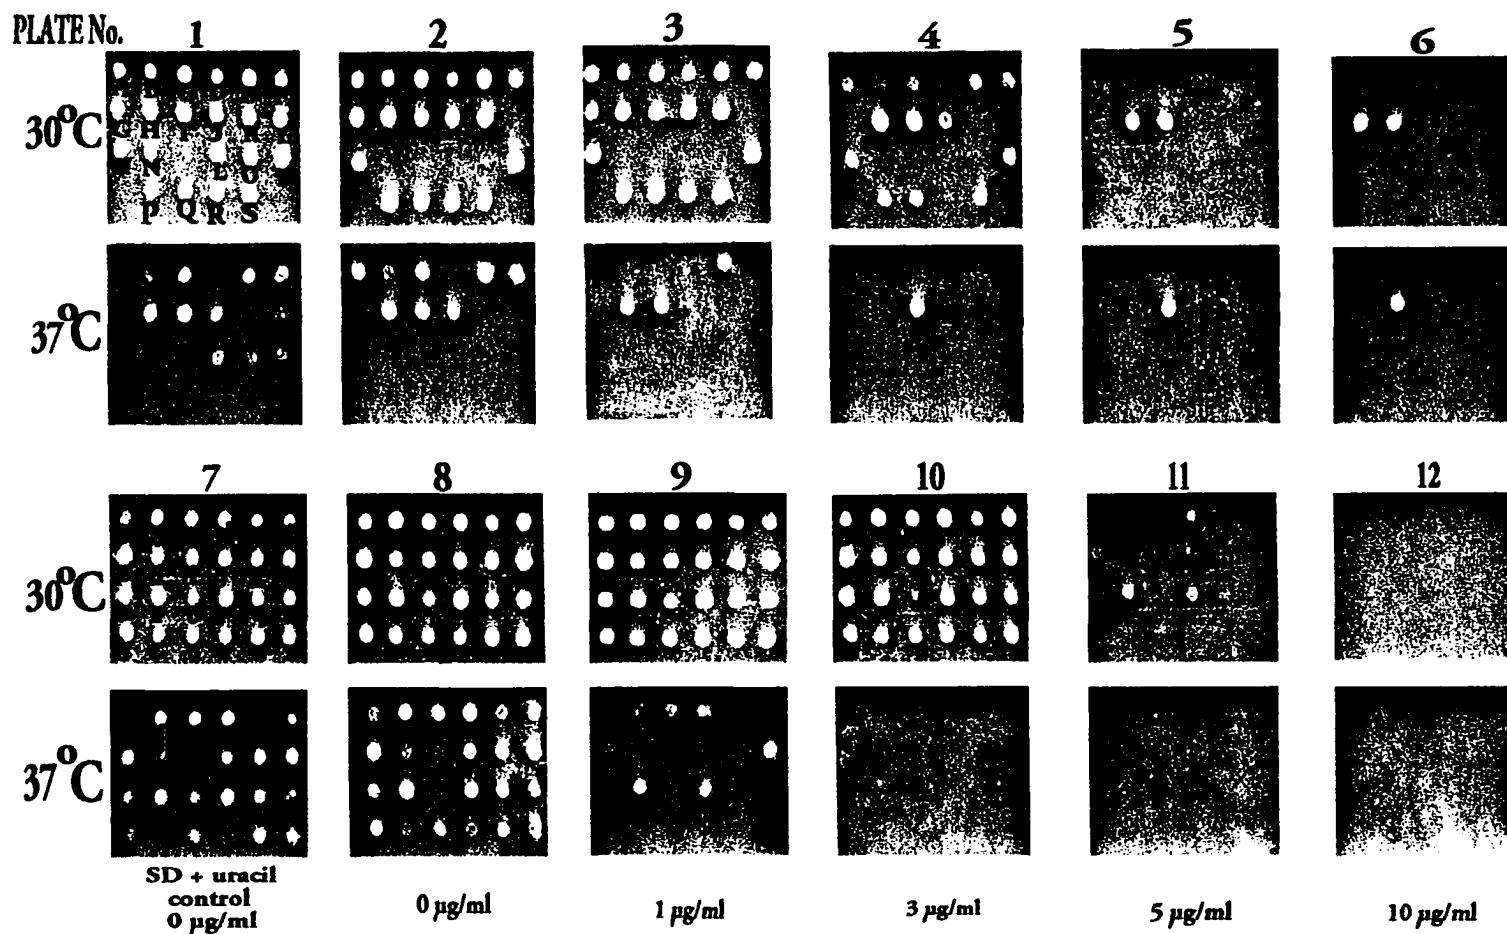 PLATE No. 1 2 3 4 5 6
30°C
G H I J
N L O
P Q R S
37°C
7 8 9 10 11 12
30°C
37°C
SD + uracil
control
0 µg/ml
0 µg/ml
1 µg/ml
3 µg/ml
5 µg/ml
10 µg/ml